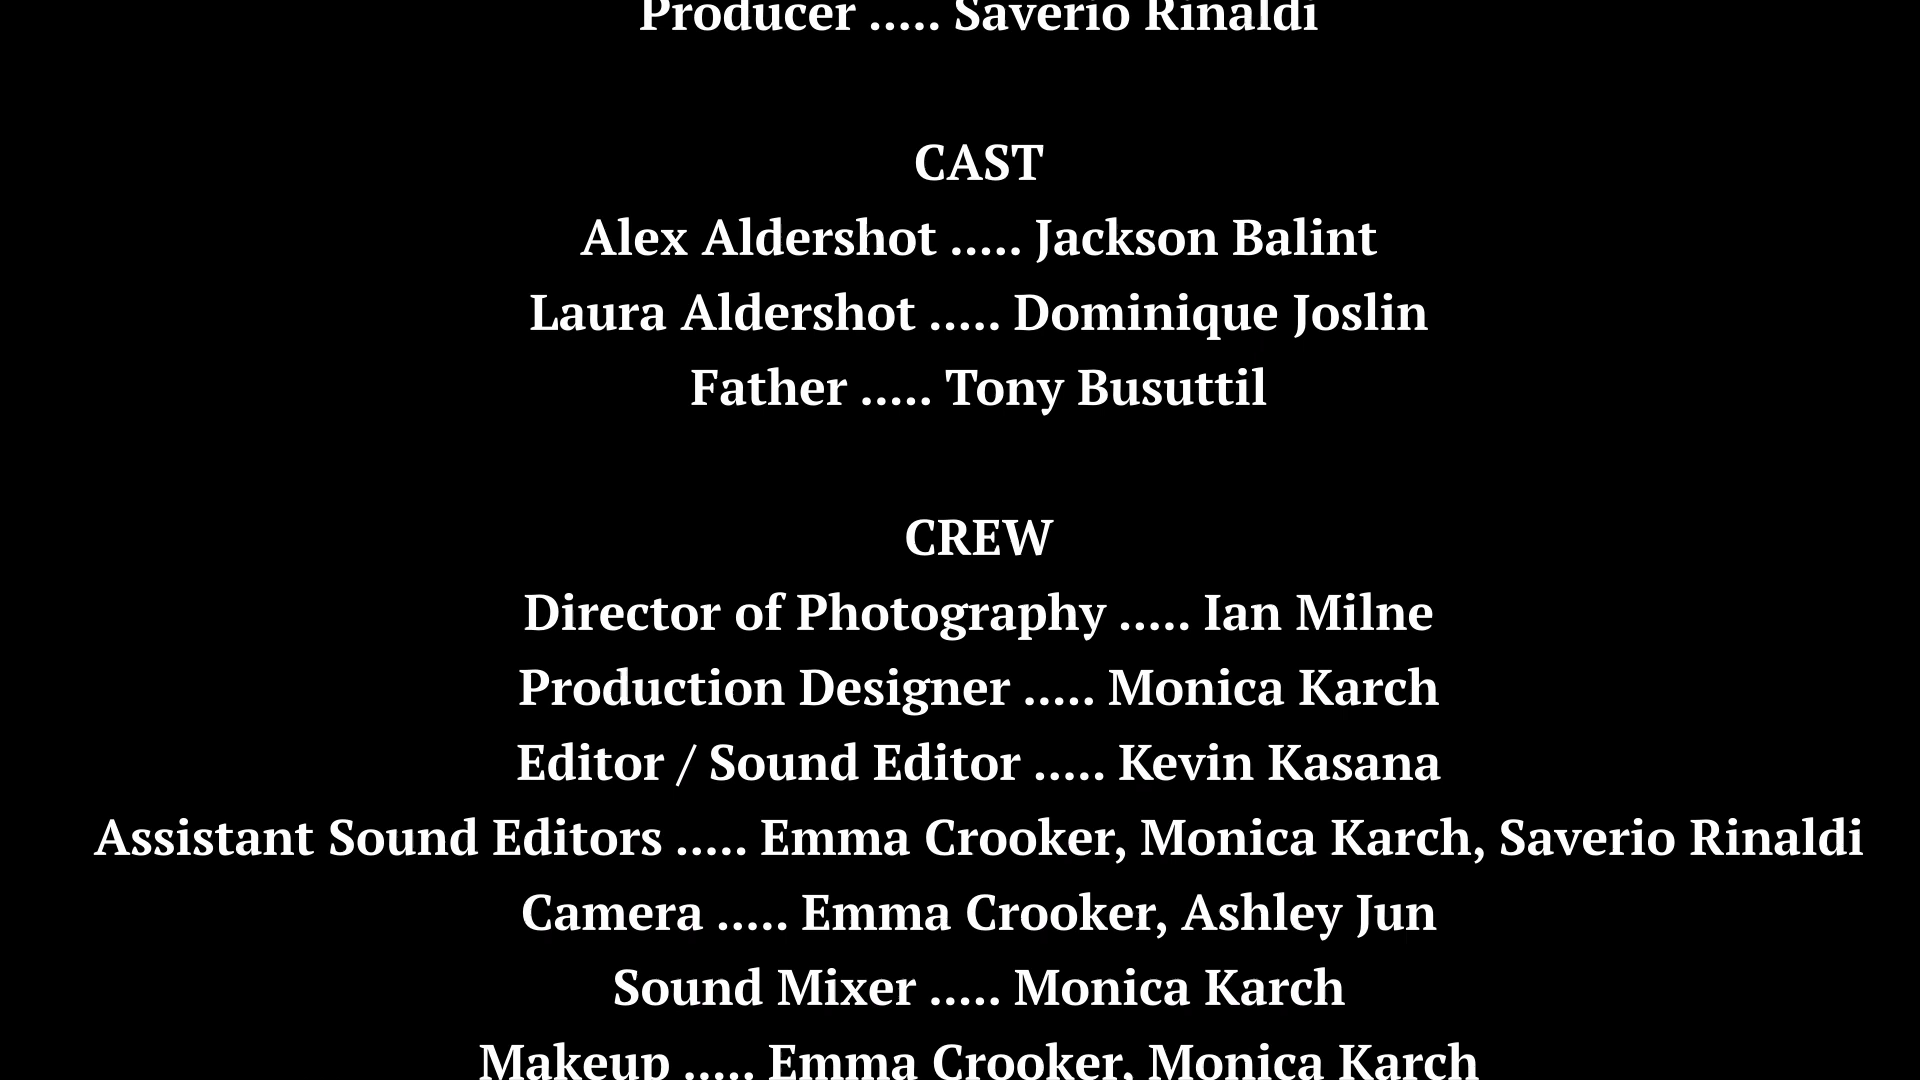 Producer ..... Saverio Rinaldi
CAST
Alex Aldershot ..... Jackson Balint
Laura Aldershot ..... Dominique Joslin
Father ..... Tony Busuttil
CREW
Director of Photography ..... Ian Milne
Production Designer ..... Monica Karch
Editor / Sound Editor ..... Kevin Kasana
Assistant Sound Editors ..... Emma Crooker, Monica Karch, Saverio Rinaldi
Camera ..... Emma Crooker, Ashley Jun
Sound Mixer ..... Monica Karch
Makeup ..... Emma Crooker, Monica Karch